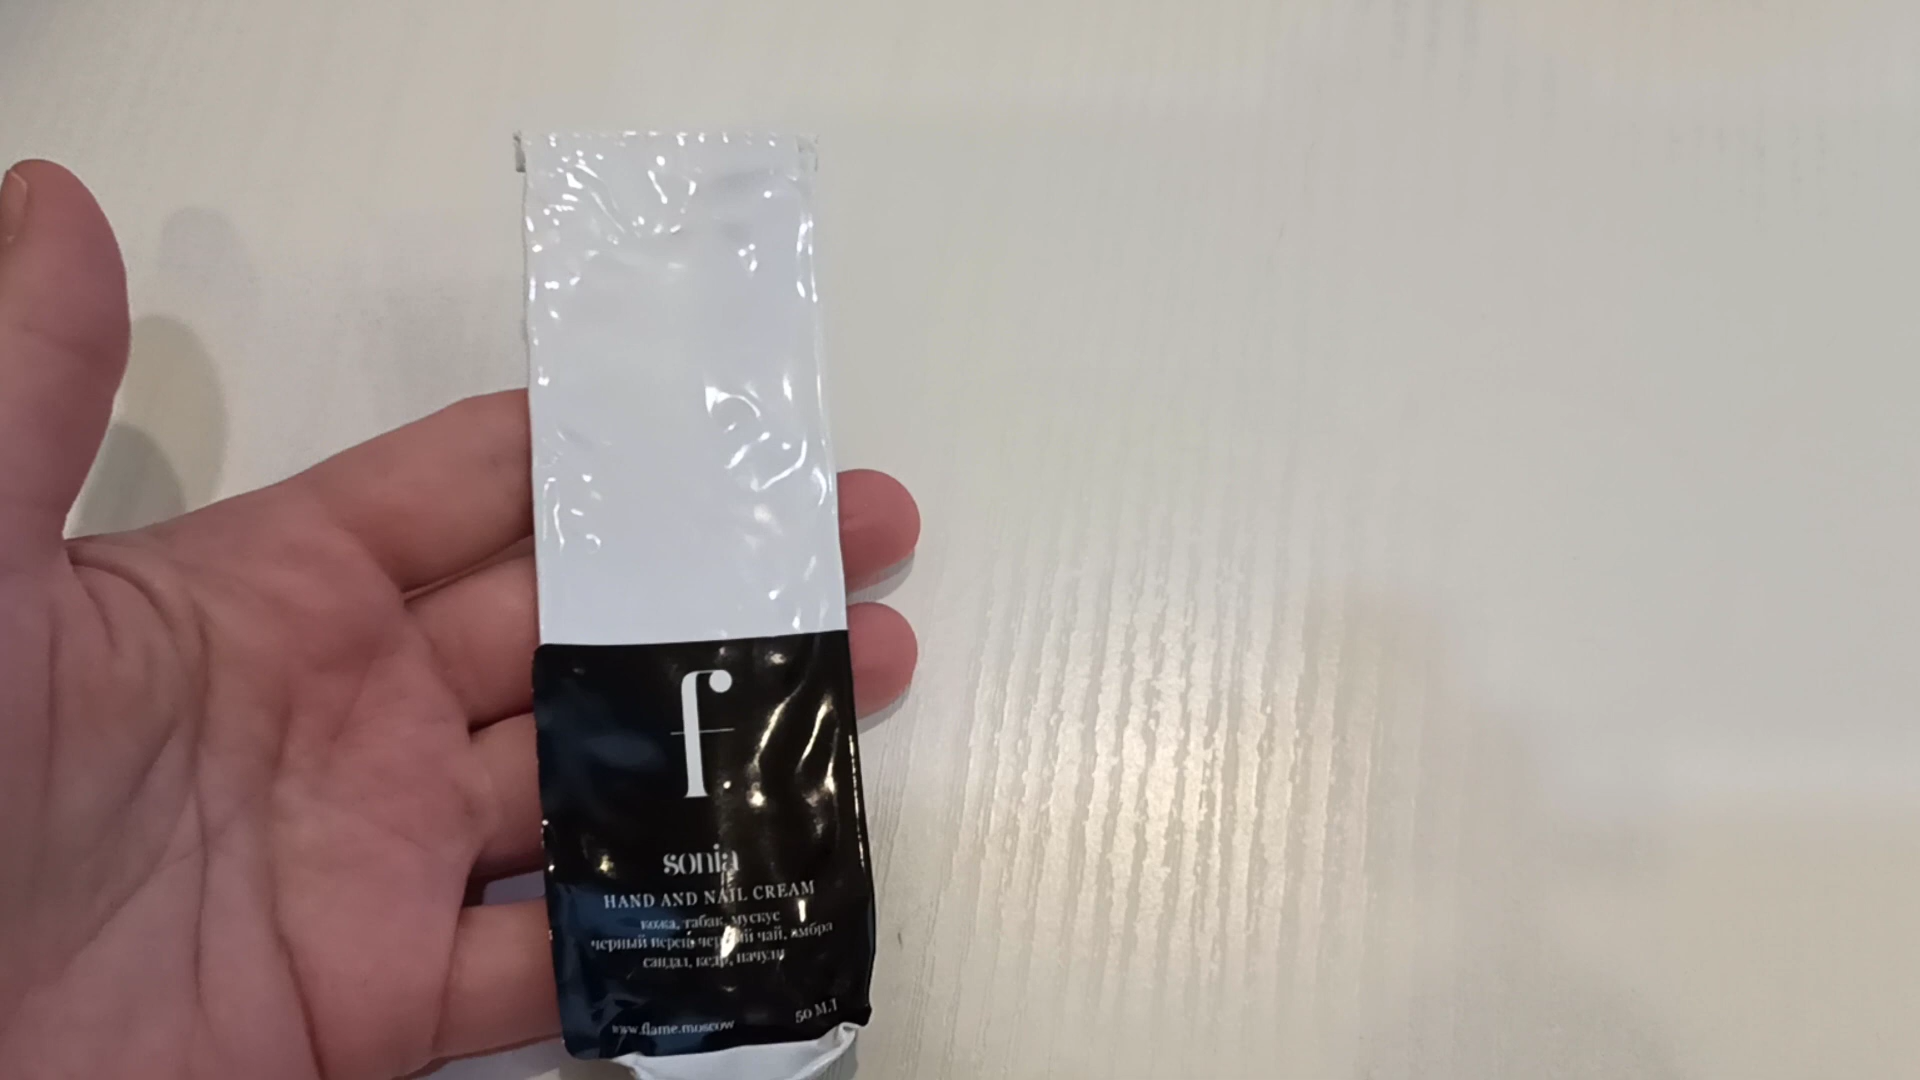 f
sonia
HAND AND NAIL CREAM
кожа, табак, мускус
черный перец, черный чай, амбра
сандал, кедр, пачули
50 МЛ
www.flame.moscow